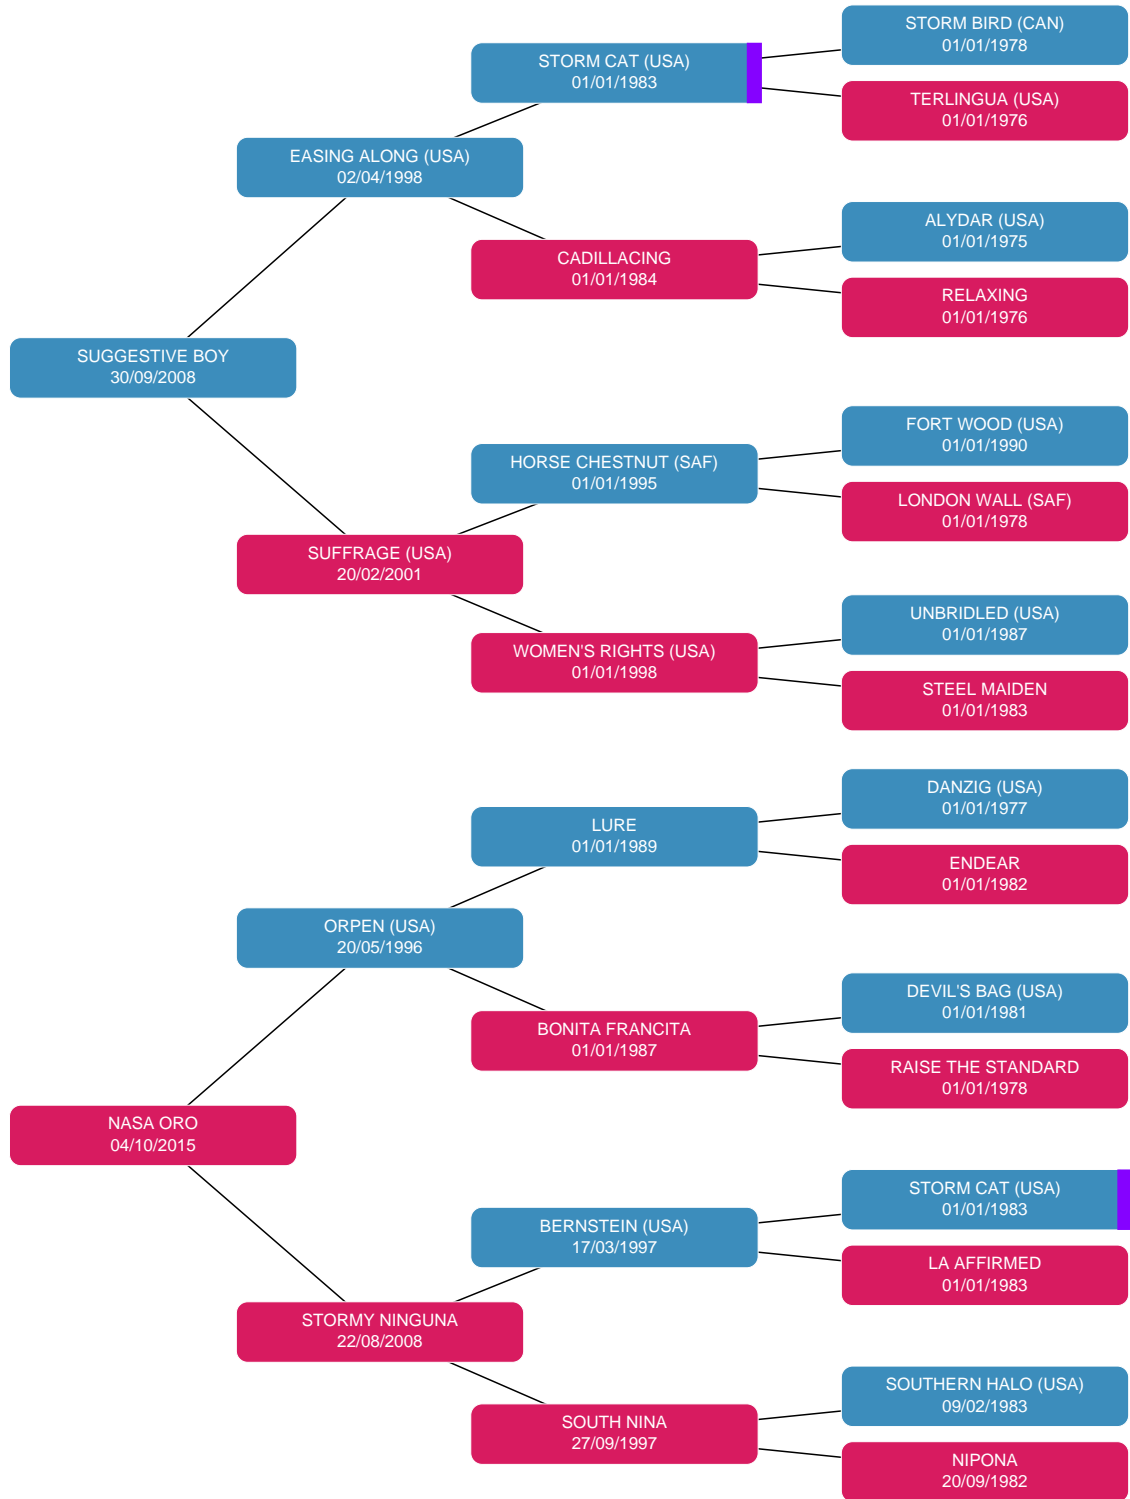 STORM BIRD (CAN)
01/01/1978
STORM CAT (USA)
01/01/1983
TERLINGUA (USA)
01/01/1976
EASING ALONG (USA)
02/04/1998
ALYDAR (USA)
01/01/1975
CADILLACING
01/01/1984
RELAXING
01/01/1976
SUGGESTIVE BOY
30/09/2008
FORT WOOD (USA)
01/01/1990
HORSE CHESTNUT (SAF)
01/01/1995
LONDON WALL (SAF)
01/01/1978
SUFFRAGE (USA)
20/02/2001
UNBRIDLED (USA)
01/01/1987
WOMEN'S RIGHTS (USA)
01/01/1998
STEEL MAIDEN
01/01/1983
DANZIG (USA)
01/01/1977
LURE
01/01/1989
ENDEAR
01/01/1982
ORPEN (USA)
20/05/1996
DEVIL'S BAG (USA)
01/01/1981
BONITA FRANCITA
01/01/1987
RAISE THE STANDARD
01/01/1978
NASA ORO
04/10/2015
STORM CAT (USA)
01/01/1983
BERNSTEIN (USA)
17/03/1997
LA AFFIRMED
01/01/1983
STORMY NINGUNA
22/08/2008
SOUTHERN HALO (USA)
09/02/1983
SOUTH NINA
27/09/1997
NIPONA
20/09/1982